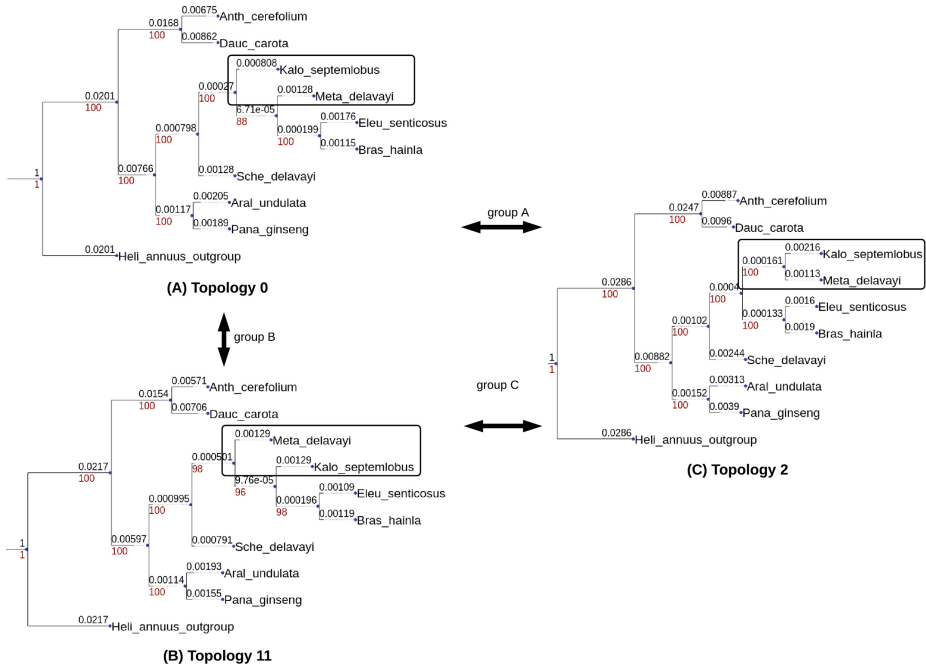 0.00675 Anth_cerefolium
0.0168
100
0.00862 Dauc_carota
0.000808 Kalo_septemlobus
0.00027
100
0.00128 Meta_delavayi
0.0201
100
6.71e-05
88
0.00176 Eleu_senticosus
0.000798
100
0.000199
100
0.00115 Bras_hainla
0.00766
100
0.00128 Sche_delavayi
1
1
0.00205 Aral_undulata
0.00117
100
0.00189 Pana_ginseng
0.0201 Heli_annuus_outgroup
(A) Topology 0
group A
group B
group C
0.00571 Anth_cerefolium
0.0154
100
0.00706 Dauc_carota
0.00129 Meta_delavayi
0.000501
98
0.00129 Kalo_septemlobus
0.0217
100
9.76e-05
96
0.00109 Eleu_senticosus
0.000995
100
0.000196
98
0.00119 Bras_hainla
0.00597
100
0.000791 Sche_delavayi
1
1
0.00193 Aral_undulata
0.00114
100
0.00155 Pana_ginseng
0.0217 Heli_annuus_outgroup
(B) Topology 11
0.00887 Anth_cerefolium
0.0247
100
0.0096 Dauc_carota
0.00216 Kalo_septemlobus
0.000161
100
0.00113 Meta_delavayi
0.0286
100
0.0004
100
0.0016 Eleu_senticosus
0.000133
100
0.0019 Bras_hainla
0.00102
100
0.00244 Sche_delavayi
0.00882
100
1
1
0.00313 Aral_undulata
0.00152
100
0.0039 Pana_ginseng
0.0286 Heli_annuus_outgroup
(C) Topology 2